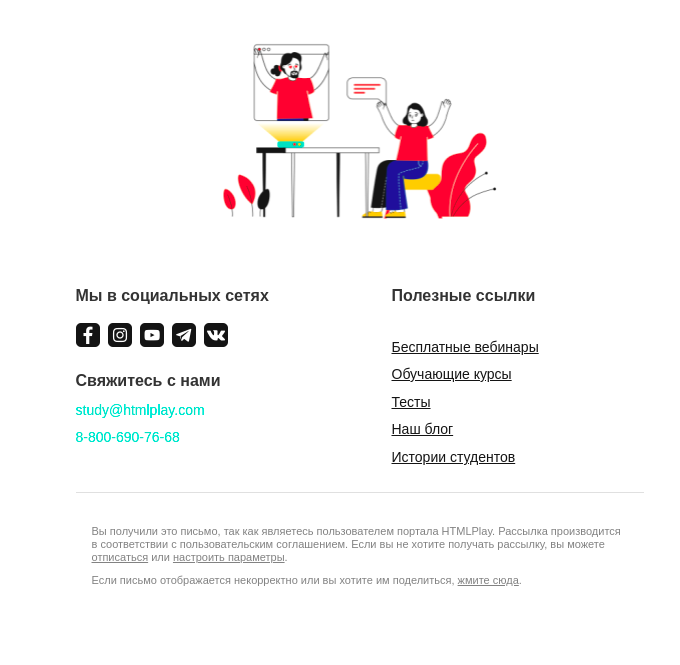 Мы в социальных сетях
Свяжитесь с нами
study@htmlplay.com
8-800-690-76-68
Полезные ссылки
Бесплатные вебинары
Обучающие курсы
Тесты
Наш блог
Истории студентов
Вы получили это письмо, так как являетесь пользователем портала HTMLPlay. Рассылка производится
в соответствии с пользовательским соглашением. Если вы не хотите получать рассылку, вы можете
отписаться или настроить параметры.
Если письмо отображается некорректно или вы хотите им поделиться, жмите сюда.